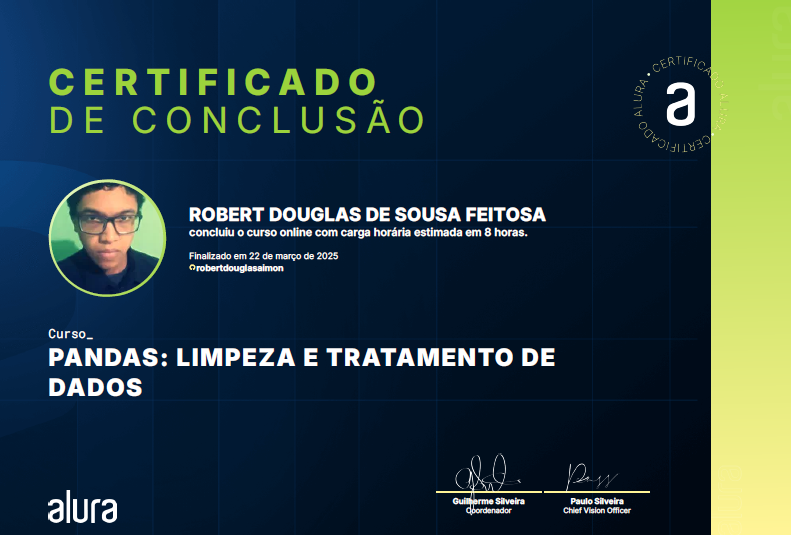 CERTIFICADO
DE CONCLUSÃO
CERTIFICADO ALURA • CERTIFICADO ALURA •
a
ROBERT DOUGLAS DE SOUSA FEITOSA
concluiu o curso online com carga horária estimada em 8 horas.
Finalizado em 22 de março de 2025
robertdouglasaimon
Curso_
PANDAS: LIMPEZA E TRATAMENTO DE
DADOS
alura
Guilherme Silveira
Coordenador
Paulo Silveira
Chief Vision Officer